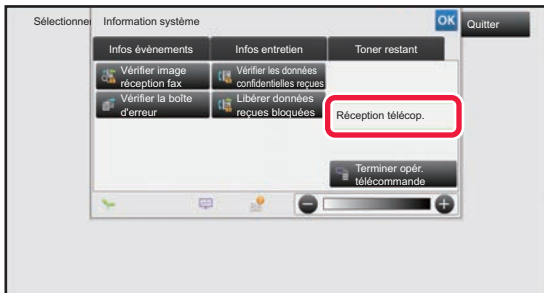 Sélectionne
Information système
OK
Quitter
Infos évènements
Infos entretien
Toner restant
Vérifier image
réception fax
Vérifier les données
confidentielles reçues
Vérifier la boîte
d'erreur
Libérer données
reçues bloquées
Réception télécop.
Terminer opér.
télécommande